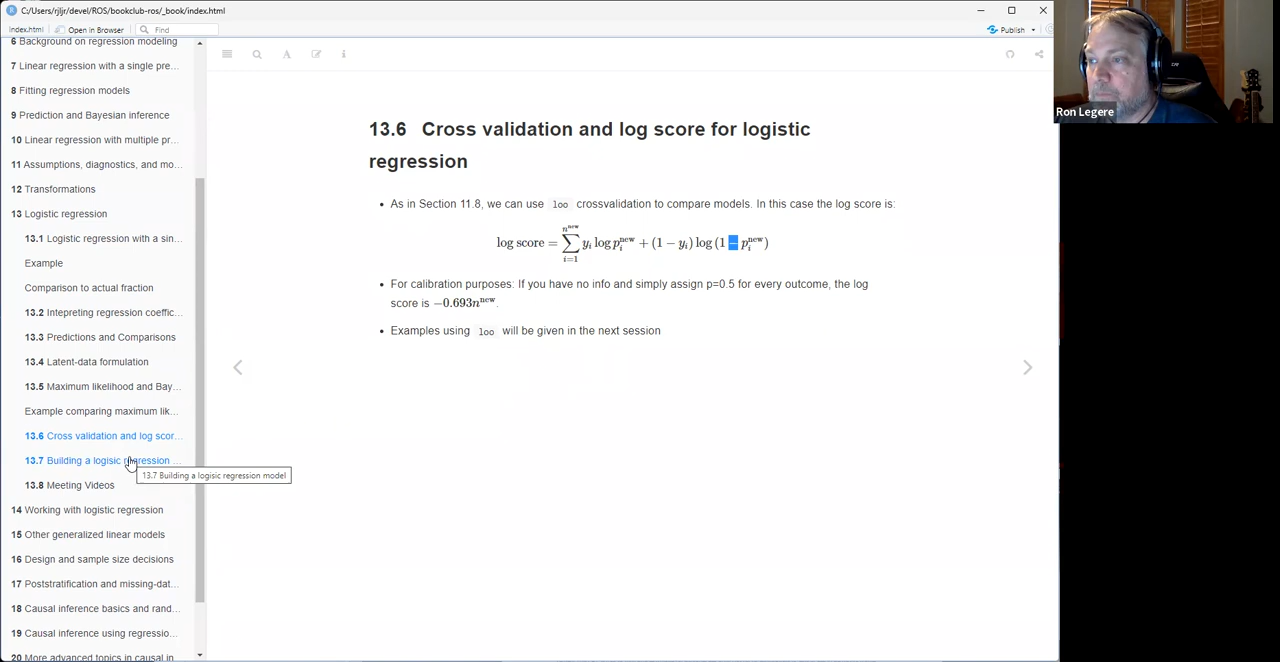 C:/Users/rjljr/devel/ROS/bookclub-ros/_book/index.html
index.html
Open in Browser
Find
Publish
6 Background on regression modeling
7 Linear regression with a single pre...
8 Fitting regression models
9 Prediction and Bayesian inference
10 Linear regression with multiple pr...
11 Assumptions, diagnostics, and mo...
12 Transformations
13 Logistic regression
13.1 Logistic regression with a sin...
Example
Comparison to actual fraction
13.2 Intepreting regression coeffic...
13.3 Predictions and Comparisons
13.4 Latent-data formulation
13.5 Maximum likelihood and Bay...
Example comparing maximum lik...
13.6 Cross validation and log scor...
13.7 Building a logisic regression ...
13.7 Building a logisic regression model
13.8 Meeting Videos
14 Working with logistic regression
15 Other generalized linear models
16 Design and sample size decisions
17 Poststratification and missing-dat...
18 Causal inference basics and rand...
19 Causal inference using regressio...
20 More advanced topics in causal in
13.6 Cross validation and log score for logistic
regression
• As in Section 11.8, we can use loo crossvalidation to compare models. In this case the log score is:
log score = ∑_{i=1}^{n^new} y_i log p_i^new + (1 − y_i) log (1 − p_i^new)
• For calibration purposes: If you have no info and simply assign p=0.5 for every outcome, the log
score is −0.693n^new.
• Examples using loo will be given in the next session
Ron Legere